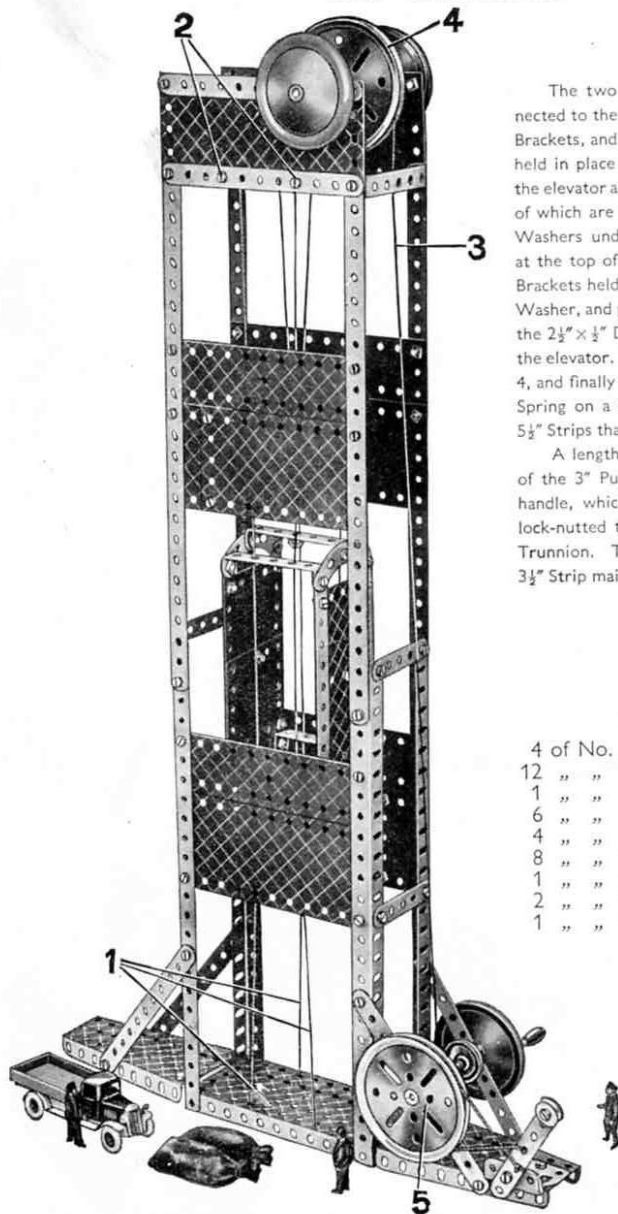 2
4
The two
nected to the
Brackets, and
held in place
the elevator a
of which are
Washers und
at the top of
Brackets held
Washer, and
the 2½″ × ½″ D
the elevator.
4, and finally
Spring on a
5½″ Strips tha
3
A length
of the 3″ Pu
handle, whic
lock-nutted t
Trunnion. T
3½″ Strip mai
4 of No.
12 „ „
1 „ „
6 „ „
4 „ „
8 „ „
1 „ „
2 „ „
1 „ „
1
5